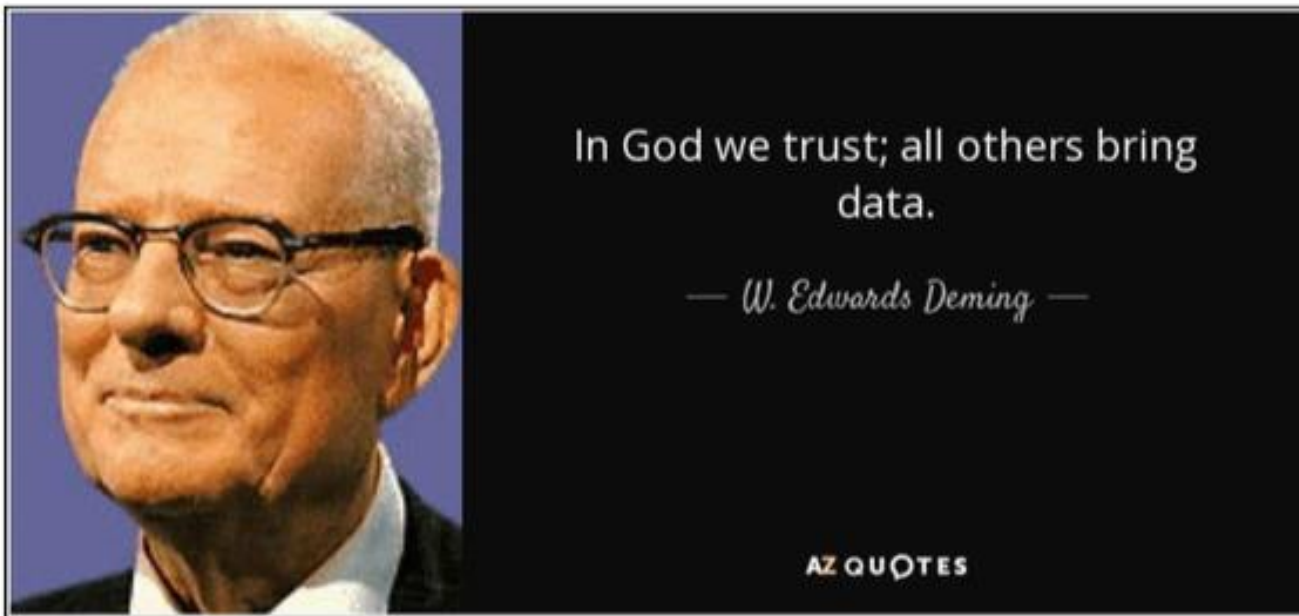 In God we trust; all others bring
data.
— W. Edwards Deming —
AZ QUOTES